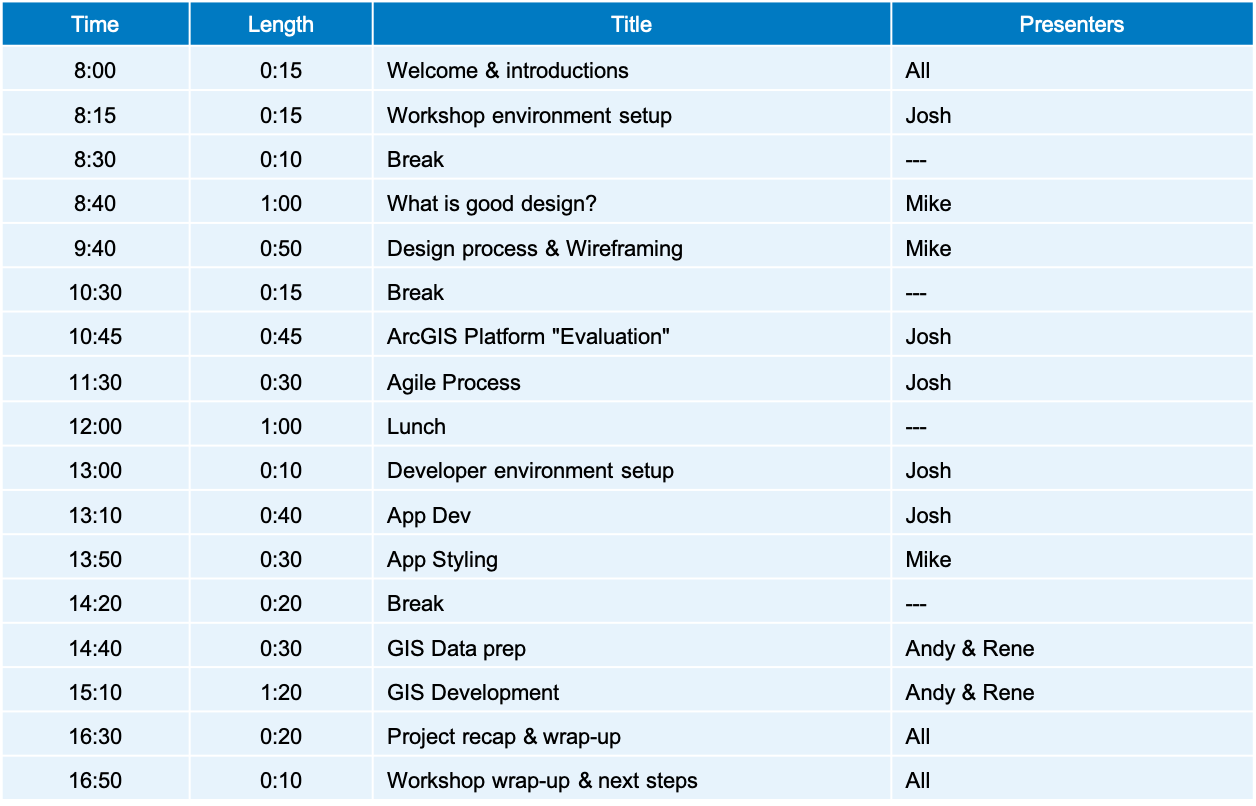 Time Length Title Presenters
8:00 0:15 Welcome & introductions All
8:15 0:15 Workshop environment setup Josh
8:30 0:10 Break ---
8:40 1:00 What is good design? Mike
9:40 0:50 Design process & Wireframing Mike
10:30 0:15 Break ---
10:45 0:45 ArcGIS Platform "Evaluation" Josh
11:30 0:30 Agile Process Josh
12:00 1:00 Lunch ---
13:00 0:10 Developer environment setup Josh
13:10 0:40 App Dev Josh
13:50 0:30 App Styling Mike
14:20 0:20 Break ---
14:40 0:30 GIS Data prep Andy & Rene
15:10 1:20 GIS Development Andy & Rene
16:30 0:20 Project recap & wrap-up All
16:50 0:10 Workshop wrap-up & next steps All